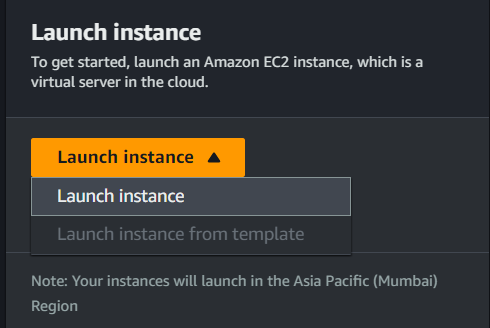 Launch instance
To get started, launch an Amazon EC2 instance, which is a
virtual server in the cloud.
Launch instance
Launch instance
Launch instance from template
Note: Your instances will launch in the Asia Pacific (Mumbai)
Region